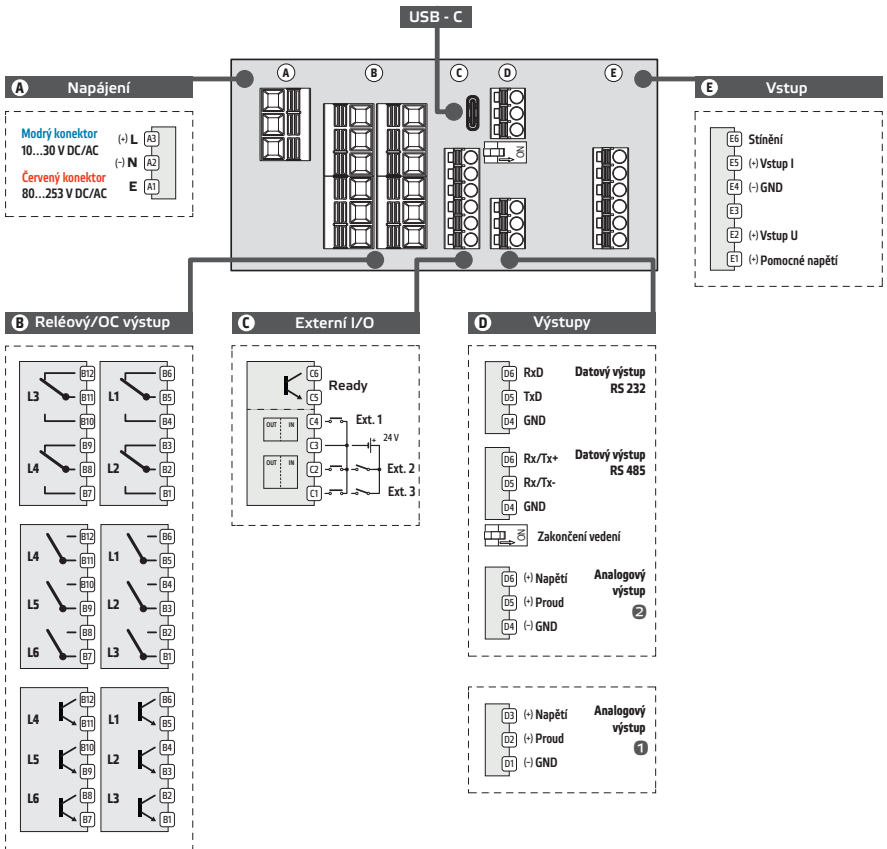 USB - C
A
B
C
D
E
ON
A Napájení
Modrý konektor
10...30 V DC/AC
Červený konektor
80...253 V DC/AC
(+) L A3
(-) N A2
E A1
E Vstup
E6 Stínění
E5 (+) Vstup I
E4 (-) GND
E3
E2 (+) Vstup U
E1 (+) Pomocné napětí
B Reléový/OC výstup
L3 B12 B11 B10
L1 B6 B5 B4
L4 B9 B8 B7
L2 B3 B2 B1
L4 B12 B11
L1 B6 B5
L5 B10 B9
L2 B4 B3
L6 B8 B7
L3 B2 B1
L4 B12 B11
L1 B6 B5
L5 B10 B9
L2 B4 B3
L6 B8 B7
L3 B2 B1
C Externí I/O
C6
C5
Ready
OUT IN
C4 Ext. 1
C3 + 24 V
OUT IN
C2 Ext. 2
C1 Ext. 3
D Výstupy
D6 RxD
D5 TxD
D4 GND
Datový výstup
RS 232
D6 Rx/Tx+
D5 Rx/Tx-
D4 GND
Datový výstup
RS 485
ON Zakončení vedení
D6 (+) Napětí
D5 (+) Proud
D4 (-) GND
Analogový
výstup
2
D3 (+) Napětí
D2 (+) Proud
D1 (-) GND
Analogový
výstup
1